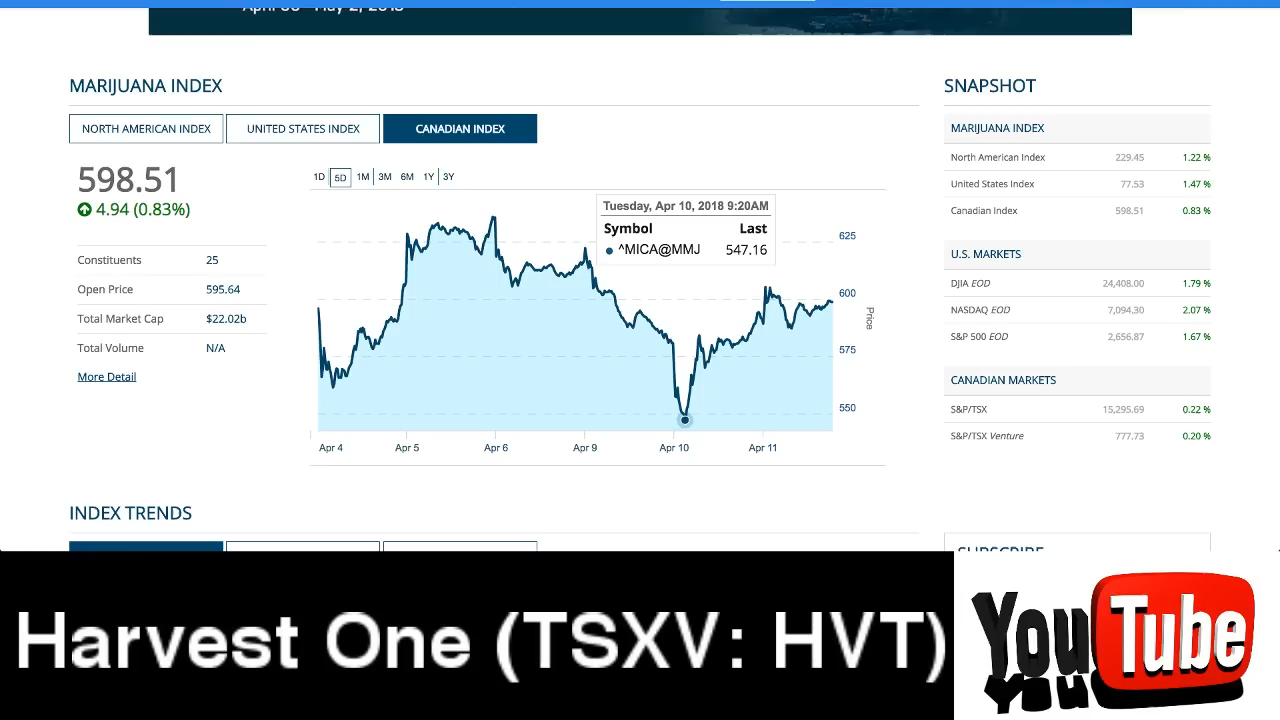 April 30 - May 2, 2018
MARIJUANA INDEX
NORTH AMERICAN INDEX
UNITED STATES INDEX
CANADIAN INDEX
598.51
4.94 (0.83%)
Constituents 25
Open Price 595.64
Total Market Cap $22.02b
Total Volume N/A
More Detail
1D 5D 1M 3M 6M 1Y 3Y
Tuesday, Apr 10, 2018 9:20AM
Symbol Last
^MICA@MMJ 547.16
625
600
575
550
Price
Apr 4 Apr 5 Apr 6 Apr 9 Apr 10 Apr 11
SNAPSHOT
MARIJUANA INDEX
North American Index 229.45 1.22 %
United States Index 77.53 1.47 %
Canadian Index 598.51 0.83 %
U.S. MARKETS
DJIA EOD 24,408.00 1.79 %
NASDAQ EOD 7,094.30 2.07 %
S&P 500 EOD 2,656.87 1.67 %
CANADIAN MARKETS
S&P/TSX 15,295.69 0.22 %
S&P/TSX Venture 777.73 0.20 %
INDEX TRENDS
SUBSCRIBE
Harvest One (TSXV: HVT)
YouTube